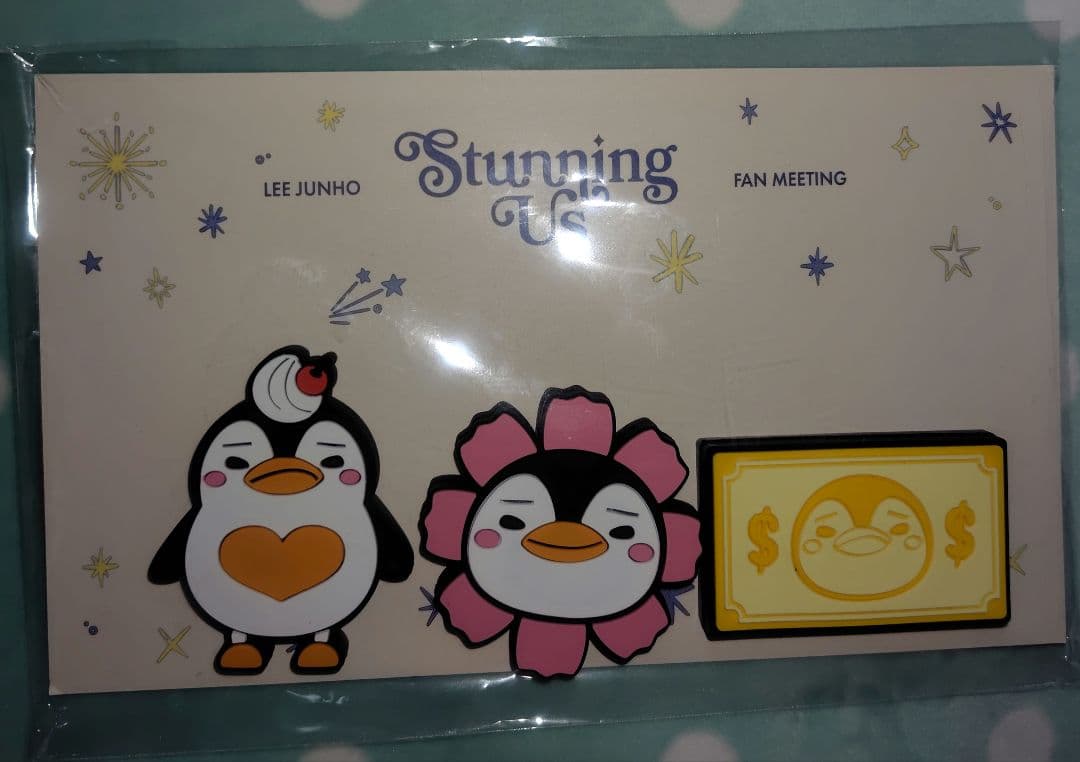 LEE JUNHO
Stunning
Us
FAN MEETING
$ $